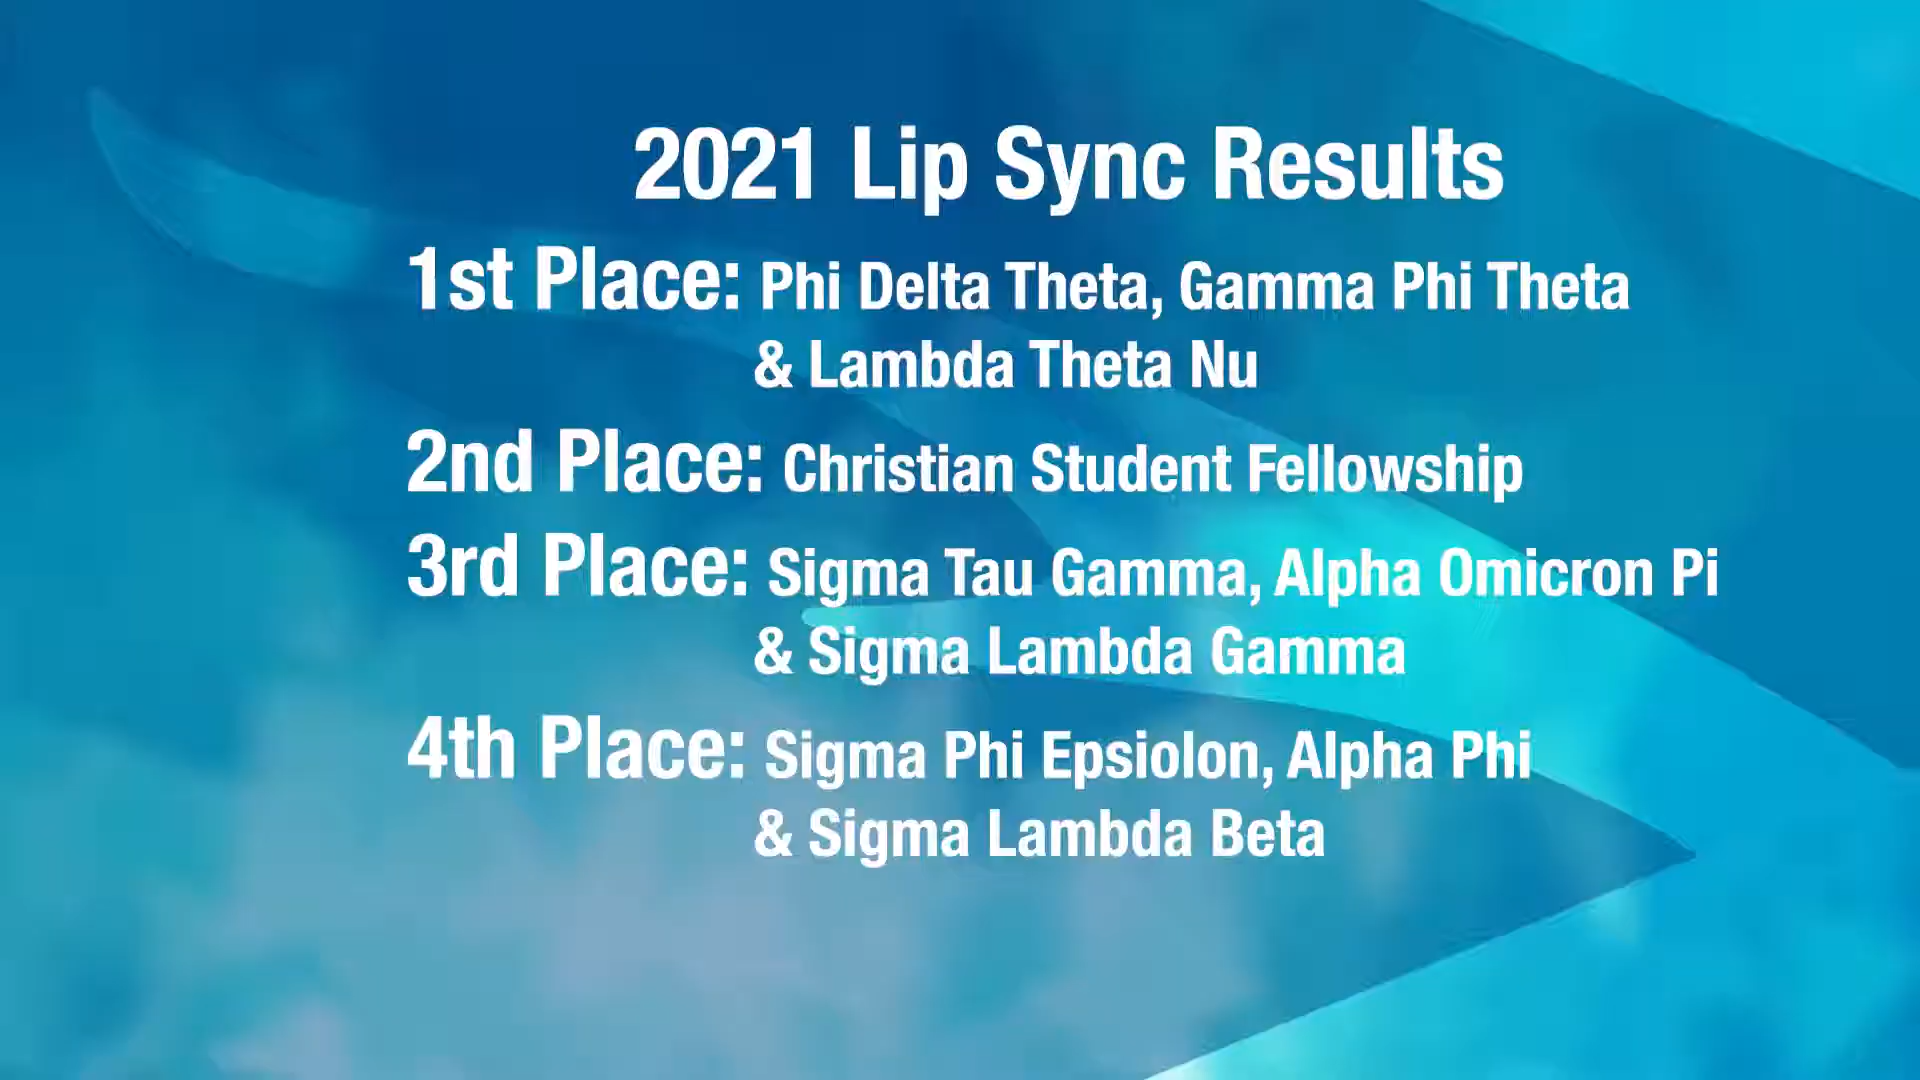 2021 Lip Sync Results
1st Place: Phi Delta Theta, Gamma Phi Theta
& Lambda Theta Nu
2nd Place: Christian Student Fellowship
3rd Place: Sigma Tau Gamma, Alpha Omicron Pi
& Sigma Lambda Gamma
4th Place: Sigma Phi Epsiolon, Alpha Phi
& Sigma Lambda Beta